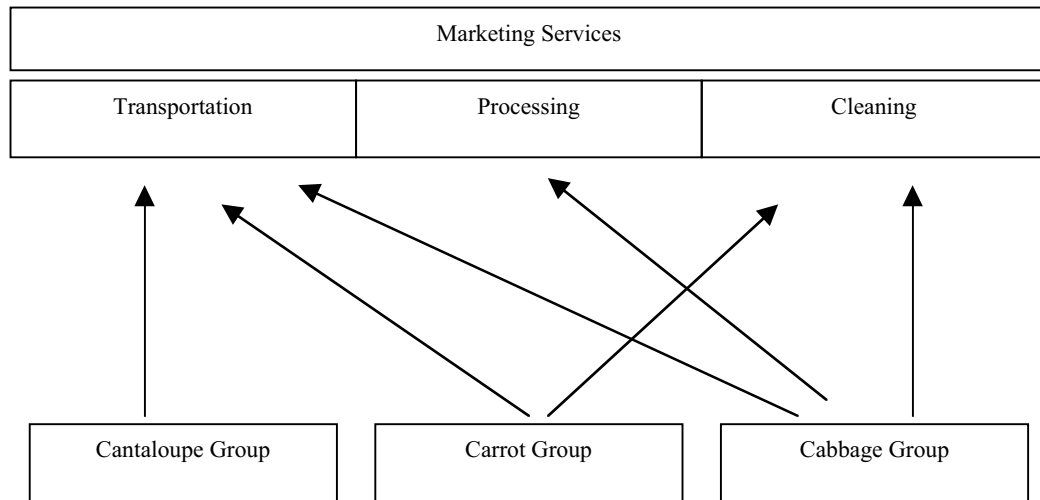 Marketing Services
Transportation
Processing
Cleaning
Cantaloupe Group
Carrot Group
Cabbage Group